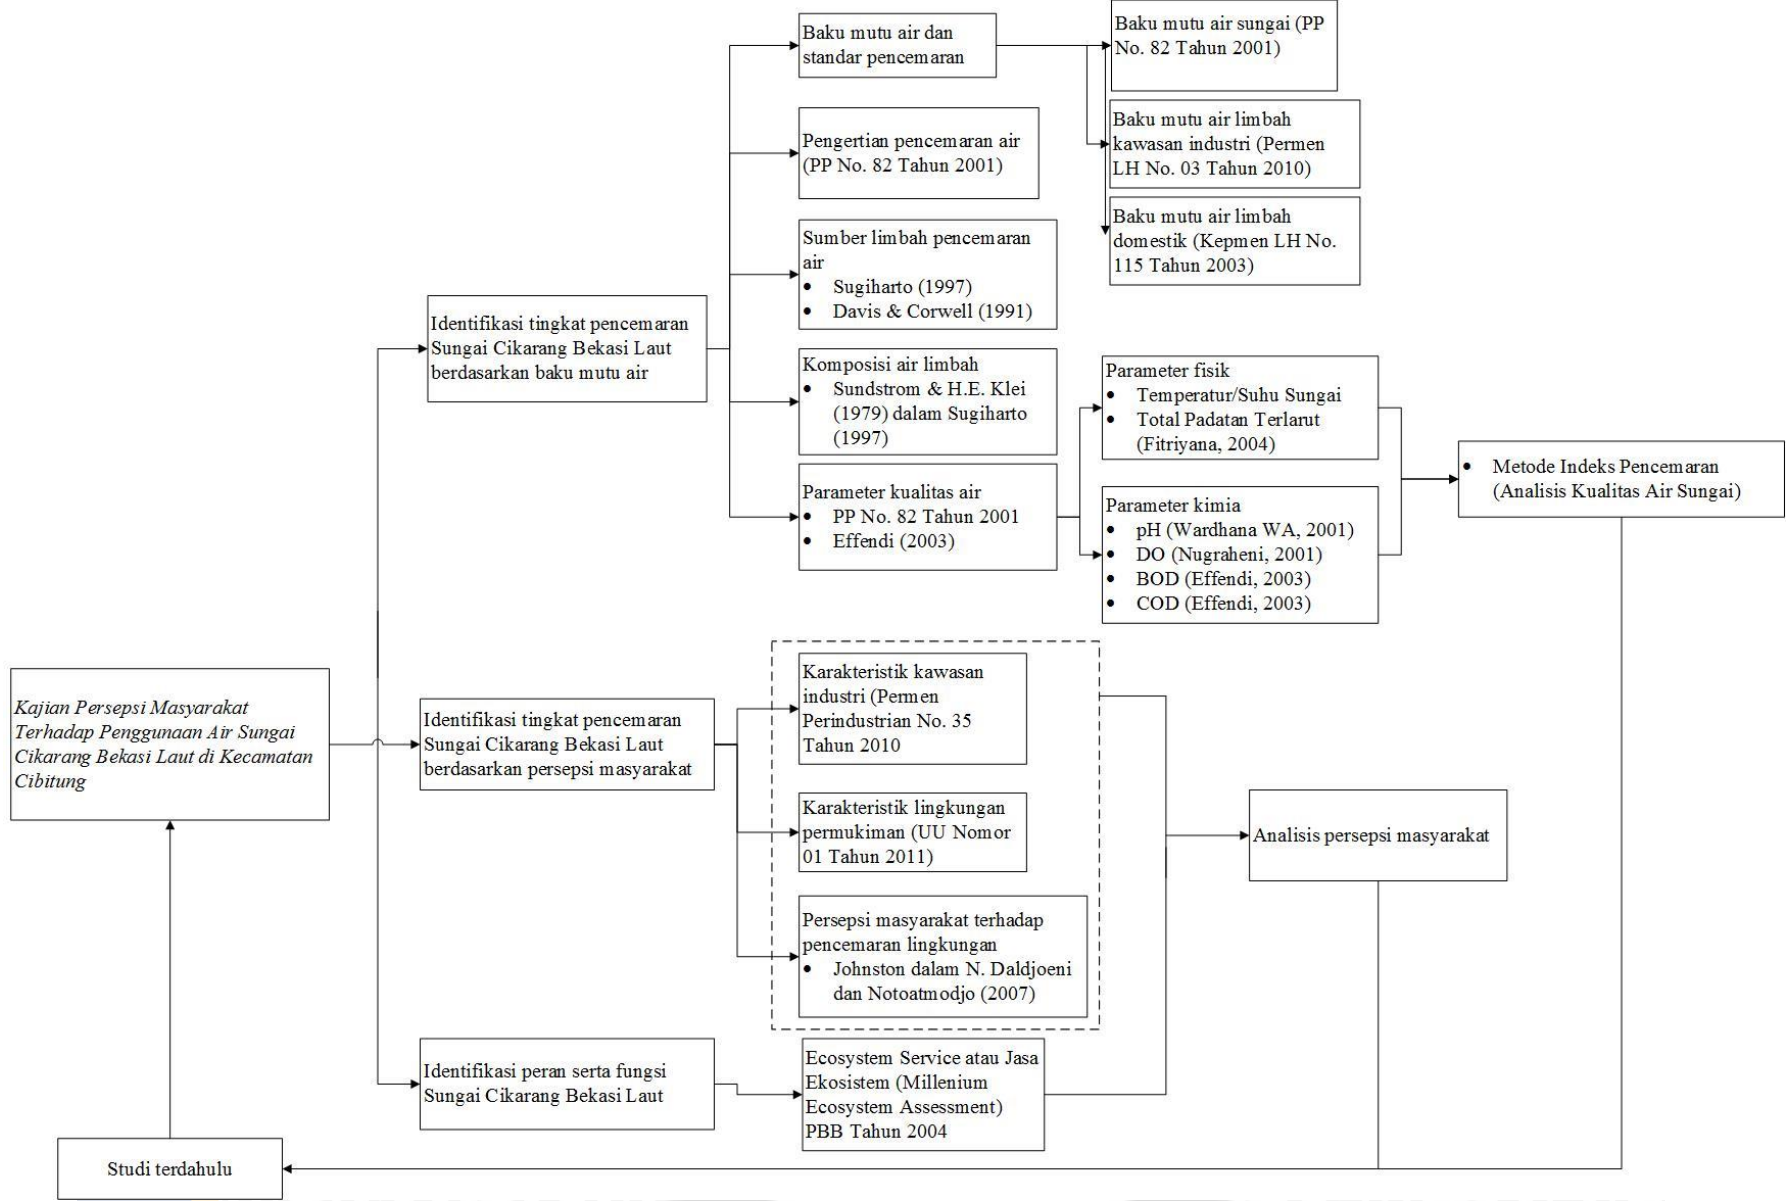 Baku mutu air dan
standar pencemaran
Baku mutu air sungai (PP
No. 82 Tahun 2001)
Baku mutu air limbah
kawasan industri (Permen
LH No. 03 Tahun 2010)
Baku mutu air limbah
domestik (Kepmen LH No.
115 Tahun 2003)
Pengertian pencemaran air
(PP No. 82 Tahun 2001)
Sumber limbah pencemaran
air
• Sugiharto (1997)
• Davis & Corwell (1991)
Identifikasi tingkat pencemaran
Sungai Cikarang Bekasi Laut
berdasarkan baku mutu air
Komposisi air limbah
• Sundstrom & H.E. Klei
(1979) dalam Sugiharto
(1997)
Parameter kualitas air
• PP No. 82 Tahun 2001
• Effendi (2003)
Parameter fisik
• Temperatur/Suhu Sungai
• Total Padatan Terlarut
(Fitriyana, 2004)
Parameter kimia
• pH (Wardhana WA, 2001)
• DO (Nugraheni, 2001)
• BOD (Effendi, 2003)
• COD (Effendi, 2003)
• Metode Indeks Pencemaran
(Analisis Kualitas Air Sungai)
Kajian Persepsi Masyarakat
Terhadap Penggunaan Air Sungai
Cikarang Bekasi Laut di Kecamatan
Cibitung
Identifikasi tingkat pencemaran
Sungai Cikarang Bekasi Laut
berdasarkan persepsi masyarakat
Karakteristik kawasan
industri (Permen
Perindustrian No. 35
Tahun 2010
Karakteristik lingkungan
permukiman (UU Nomor
01 Tahun 2011)
Persepsi masyarakat terhadap
pencemaran lingkungan
• Johnston dalam N. Daldjoeni
dan Notoatmodjo (2007)
Analisis persepsi masyarakat
Identifikasi peran serta fungsi
Sungai Cikarang Bekasi Laut
Ecosystem Service atau Jasa
Ekosistem (Millenium
Ecosystem Assessment)
PBB Tahun 2004
Studi terdahulu